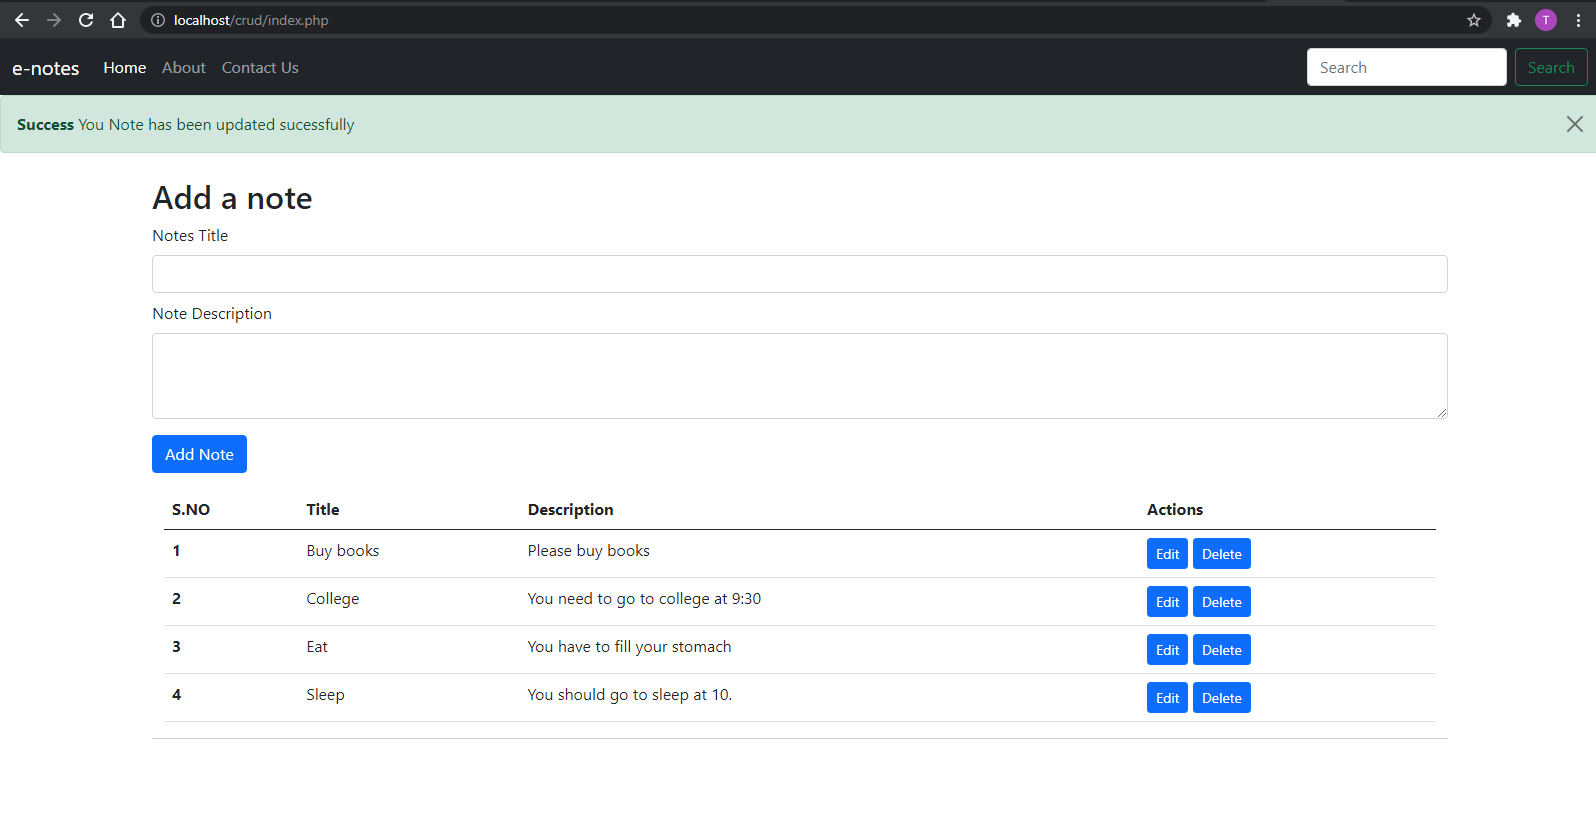 localhost/crud/index.php
T
e-notes Home About Contact Us Search Search
Success You Note has been updated sucessfully
Add a note
Notes Title
Note Description
Add Note
S.NO Title Description Actions
1 Buy books Please buy books Edit Delete
2 College You need to go to college at 9:30 Edit Delete
3 Eat You have to fill your stomach Edit Delete
4 Sleep You should go to sleep at 10. Edit Delete